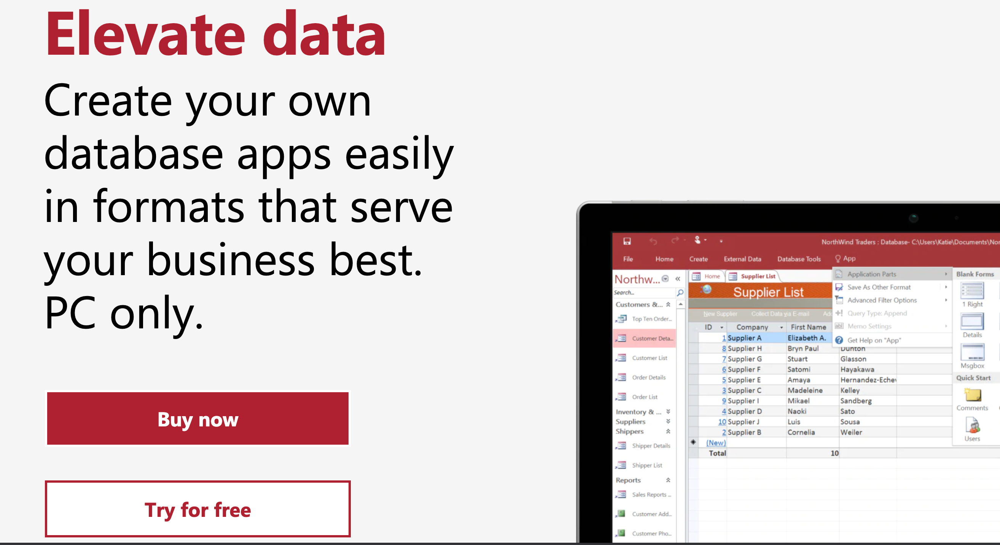 Elevate data
Create your own
database apps easily
in formats that serve
your business best.
PC only.
Buy now
Try for free
NorthWind Traders : Database- C:\Users\Katie\Documents\Nor
File Home Create External Data Database Tools App
Northw...
Search...
Customers &...
Top Ten Order...
Customer Deta...
Customer List
Order Details
Order List
Inventory & ...
Suppliers
Shippers
Shipper Details
Shipper List
Reports
Sales Reports ...
Customer Add...
Customer Pho...
Home Supplier List
Supplier List
New Supplier Collect Data via E-mail Add
ID Company First Name
1 Supplier A Elizabeth A.
8 Supplier H Bryn Paul Dunton
7 Supplier G Stuart Glasson
6 Supplier F Satomi Hayakawa
5 Supplier E Amaya Hernandez-Echev
3 Supplier C Madeleine Kelley
9 Supplier I Mikael Sandberg
4 Supplier D Naoki Sato
10 Supplier J Luis Sousa
2 Supplier B Cornelia Weiler
(New)
Total 10
Application Parts
Save As Other Format
Advanced Filter Options
Query Type: Append
Memo Settings
Get Help on "App"
Blank Forms
1 Right
Details
Msgbox
Quick Start
Comments
Users